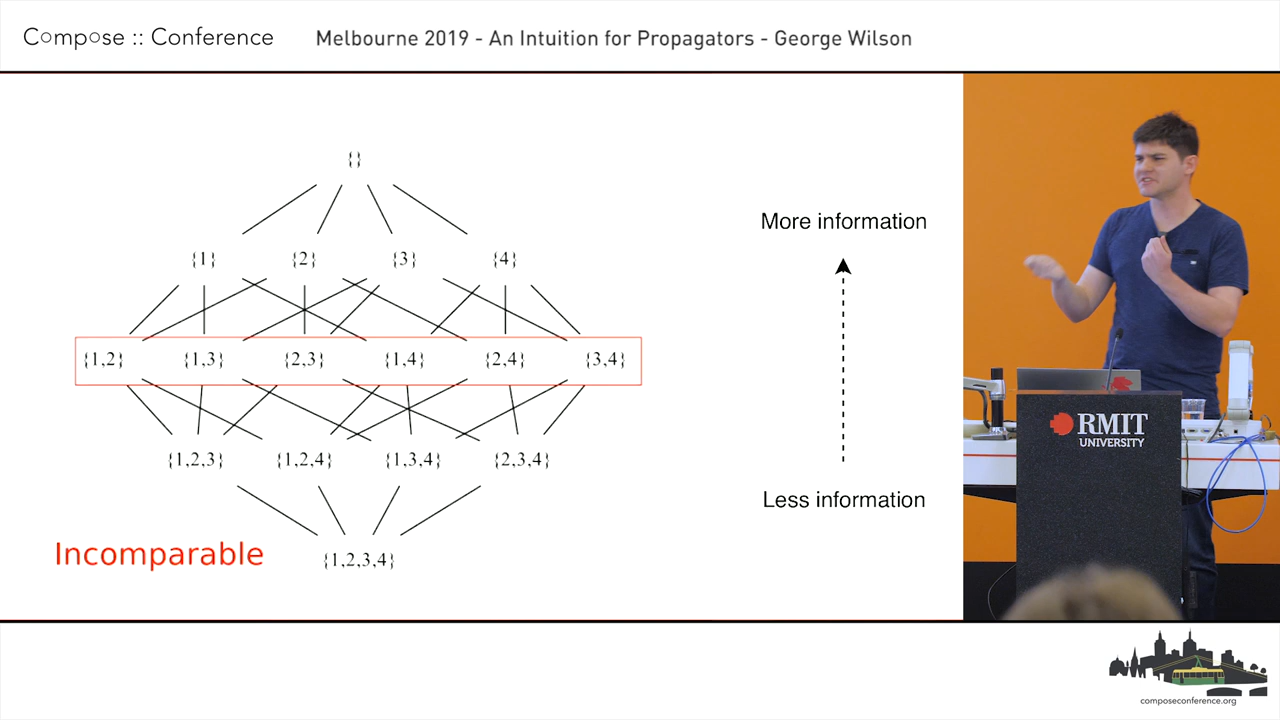 Compose :: Conference
Melbourne 2019 - An Intuition for Propagators - George Wilson
{}
{1} {2} {3} {4}
{1,2} {1,3} {2,3} {1,4} {2,4} {3,4}
{1,2,3} {1,2,4} {1,3,4} {2,3,4}
{1,2,3,4}
Incomparable
More information
Less information
RMIT
UNIVERSITY
composeconference.org